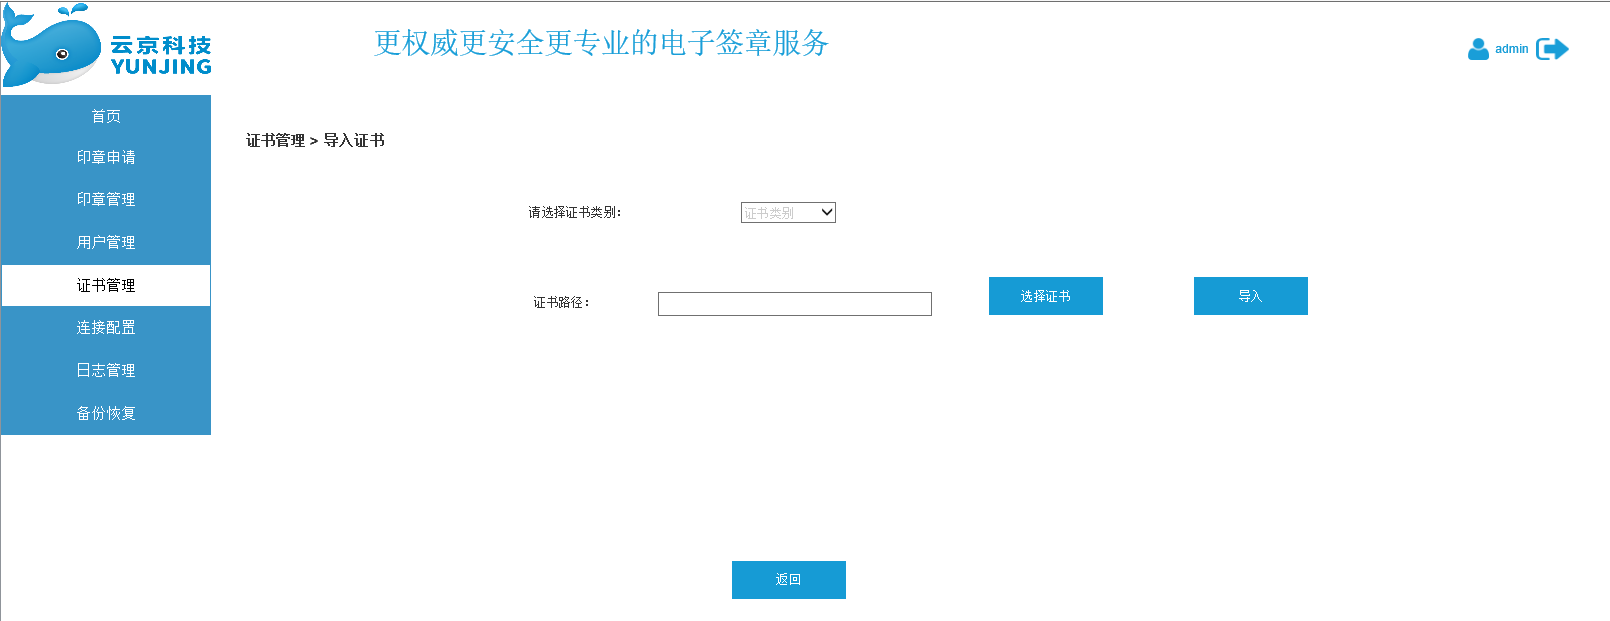 云京科技
YUNJING
更权威更安全更专业的电子签章服务
admin
首页
印章申请
印章管理
用户管理
证书管理
连接配置
日志管理
备份恢复
证书管理 > 导入证书
请选择证书类别：
证书类别
证书路径：
选择证书
导入
返回